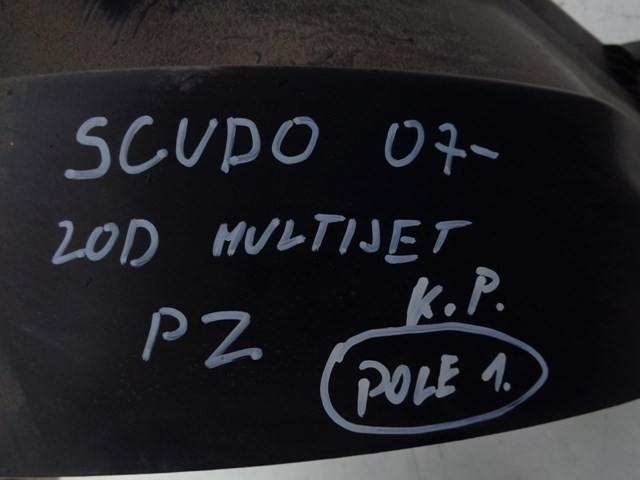 SCUDO 07-
20D MULTIJET
K.P.
PZ
POLE 1.